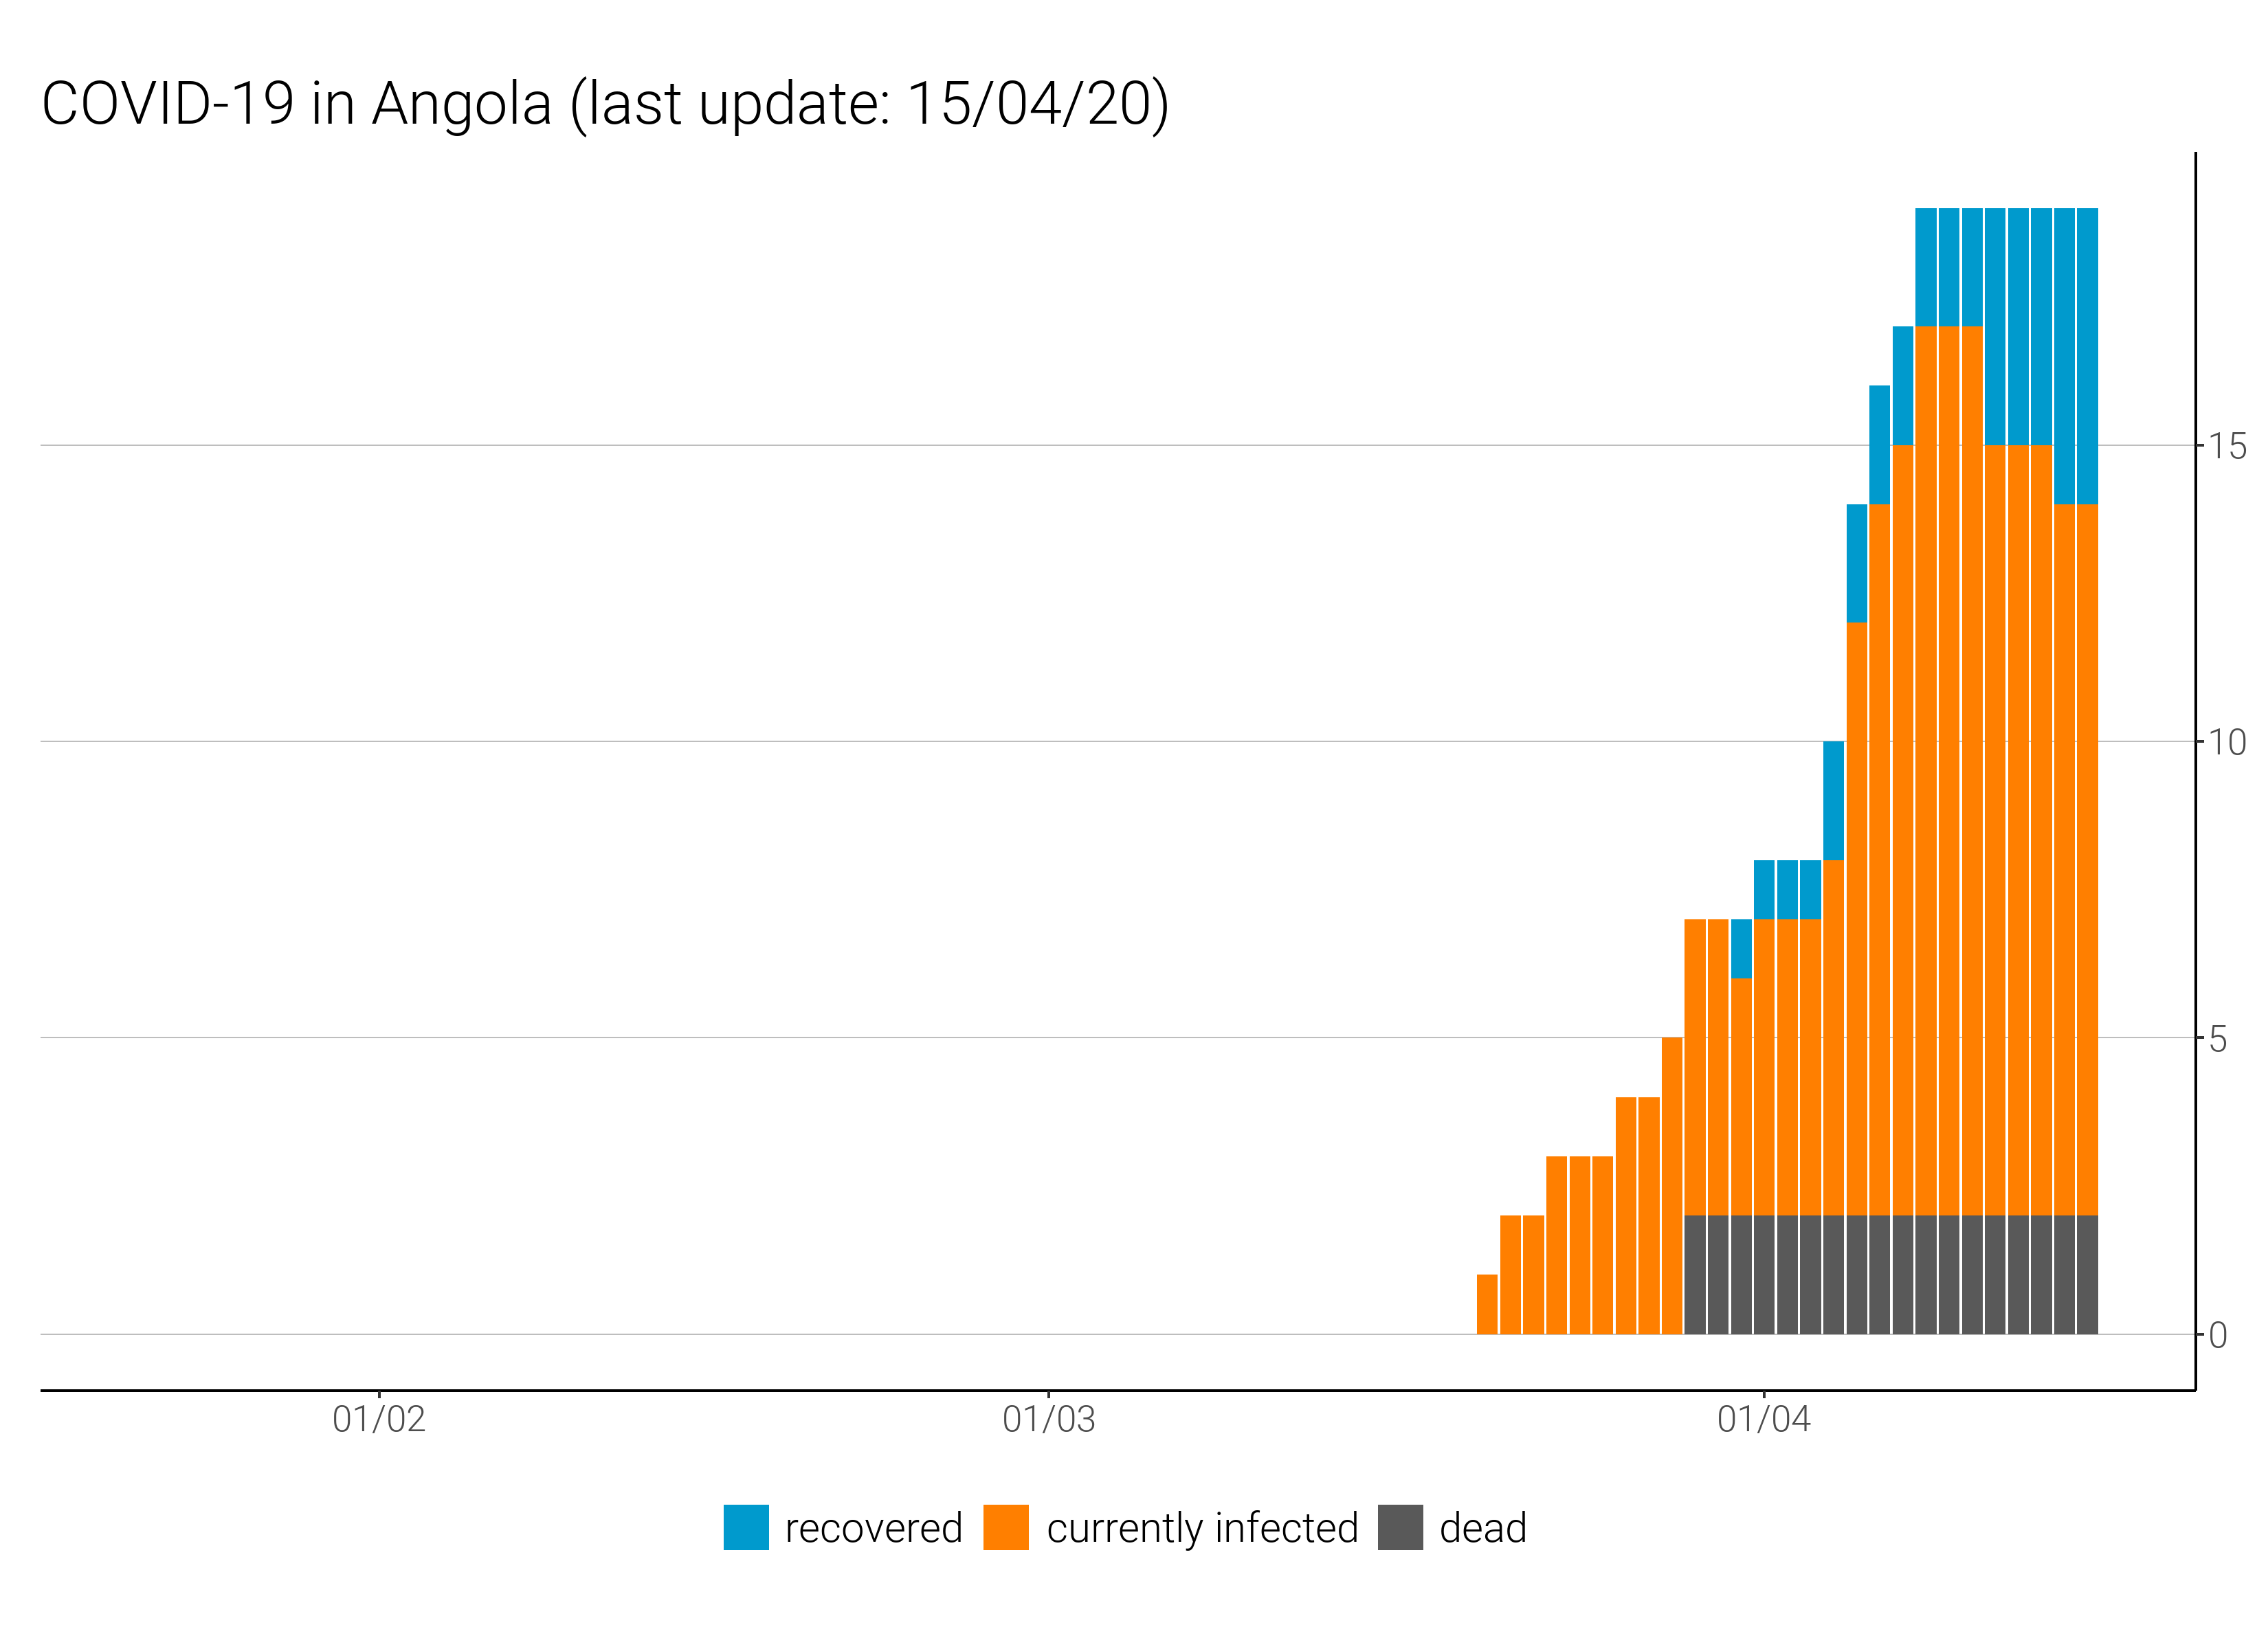 COVID-19 in Angola (last update: 15/04/20)
15
10
5
0
01/02 01/03 01/04
recovered currently infected dead